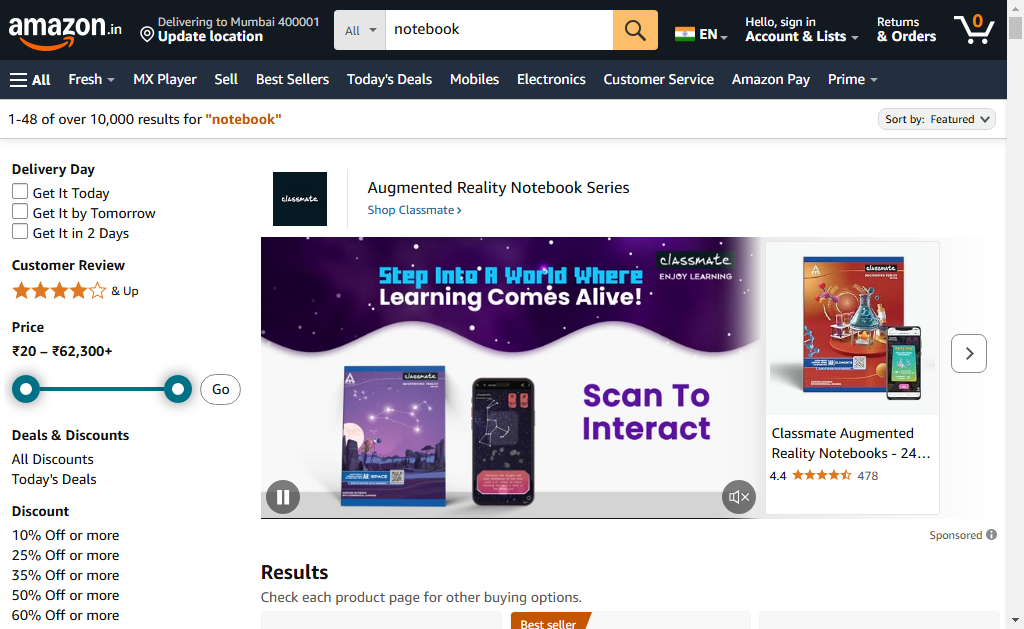 amazon.in
Delivering to Mumbai 400001
Update location
All
notebook
EN
Hello, sign in
Account & Lists
Returns
& Orders
0
All
Fresh
MX Player
Sell
Best Sellers
Today's Deals
Mobiles
Electronics
Customer Service
Amazon Pay
Prime
1-48 of over 10,000 results for "notebook"
Sort by: Featured
Delivery Day
Get It Today
Get It by Tomorrow
Get It in 2 Days
Customer Review
& Up
Price
₹20 – ₹62,300+
Go
Deals & Discounts
All Discounts
Today's Deals
Discount
10% Off or more
25% Off or more
35% Off or more
50% Off or more
60% Off or more
classmate
Augmented Reality Notebook Series
Shop Classmate
Step Into A World Where
Learning Comes Alive!
classmate
ENJOY LEARNING
classmate
SPACE
Scan To
Interact
classmate
Classmate Augmented
Reality Notebooks - 24...
4.4
478
Sponsored
Results
Check each product page for other buying options.
Best seller